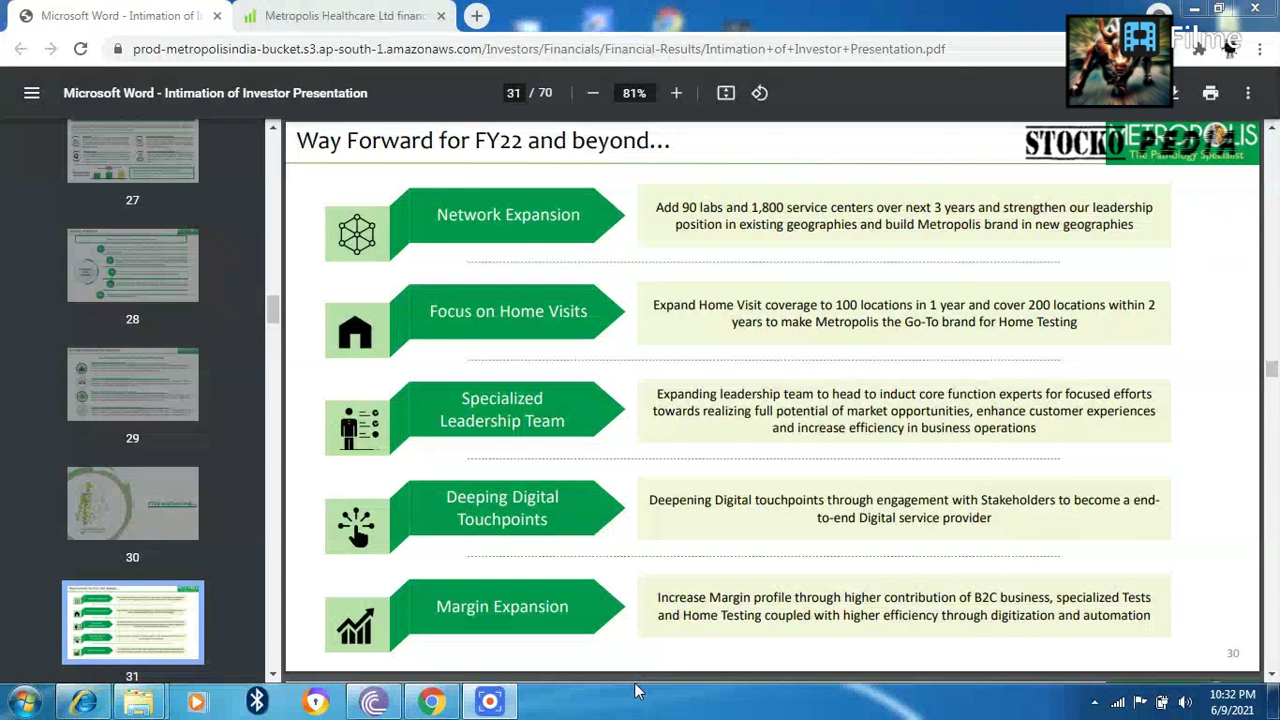 Microsoft Word - Intimation of I
Metropolis Healthcare Ltd financ
prod-metropolisindia-bucket.s3.ap-south-1.amazonaws.com/Investors/Financials/Financial-Results/Intimation+of+Investor+Presentation.pdf
Filme
Microsoft Word - Intimation of Investor Presentation
31 / 70
81%
Way Forward for FY22 and beyond...
STOCKO PEDIA
METROPOLIS
The Pathology Specialist
27
28
29
30
31
Network Expansion
Add 90 labs and 1,800 service centers over next 3 years and strengthen our leadership
position in existing geographies and build Metropolis brand in new geographies
Focus on Home Visits
Expand Home Visit coverage to 100 locations in 1 year and cover 200 locations within 2
years to make Metropolis the Go-To brand for Home Testing
Specialized
Leadership Team
Expanding leadership team to head to induct core function experts for focused efforts
towards realizing full potential of market opportunities, enhance customer experiences
and increase efficiency in business operations
Deeping Digital
Touchpoints
Deepening Digital touchpoints through engagement with Stakeholders to become a end-
to-end Digital service provider
Margin Expansion
Increase Margin profile through higher contribution of B2C business, specialized Tests
and Home Testing coupled with higher efficiency through digitization and automation
30
10:32 PM
6/9/2021